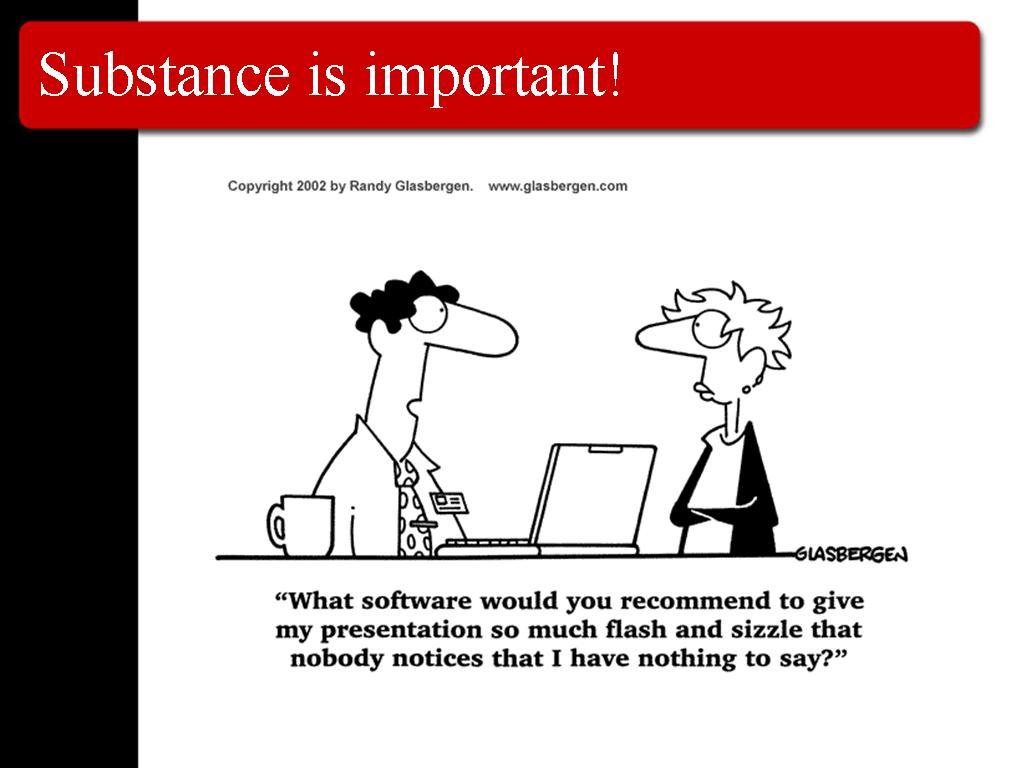 Substance is important!
Copyright 2002 by Randy Glasbergen.    www.glasbergen.com
GLASBERGEN
“What software would you recommend to give
my presentation so much flash and sizzle that
nobody notices that I have nothing to say?”